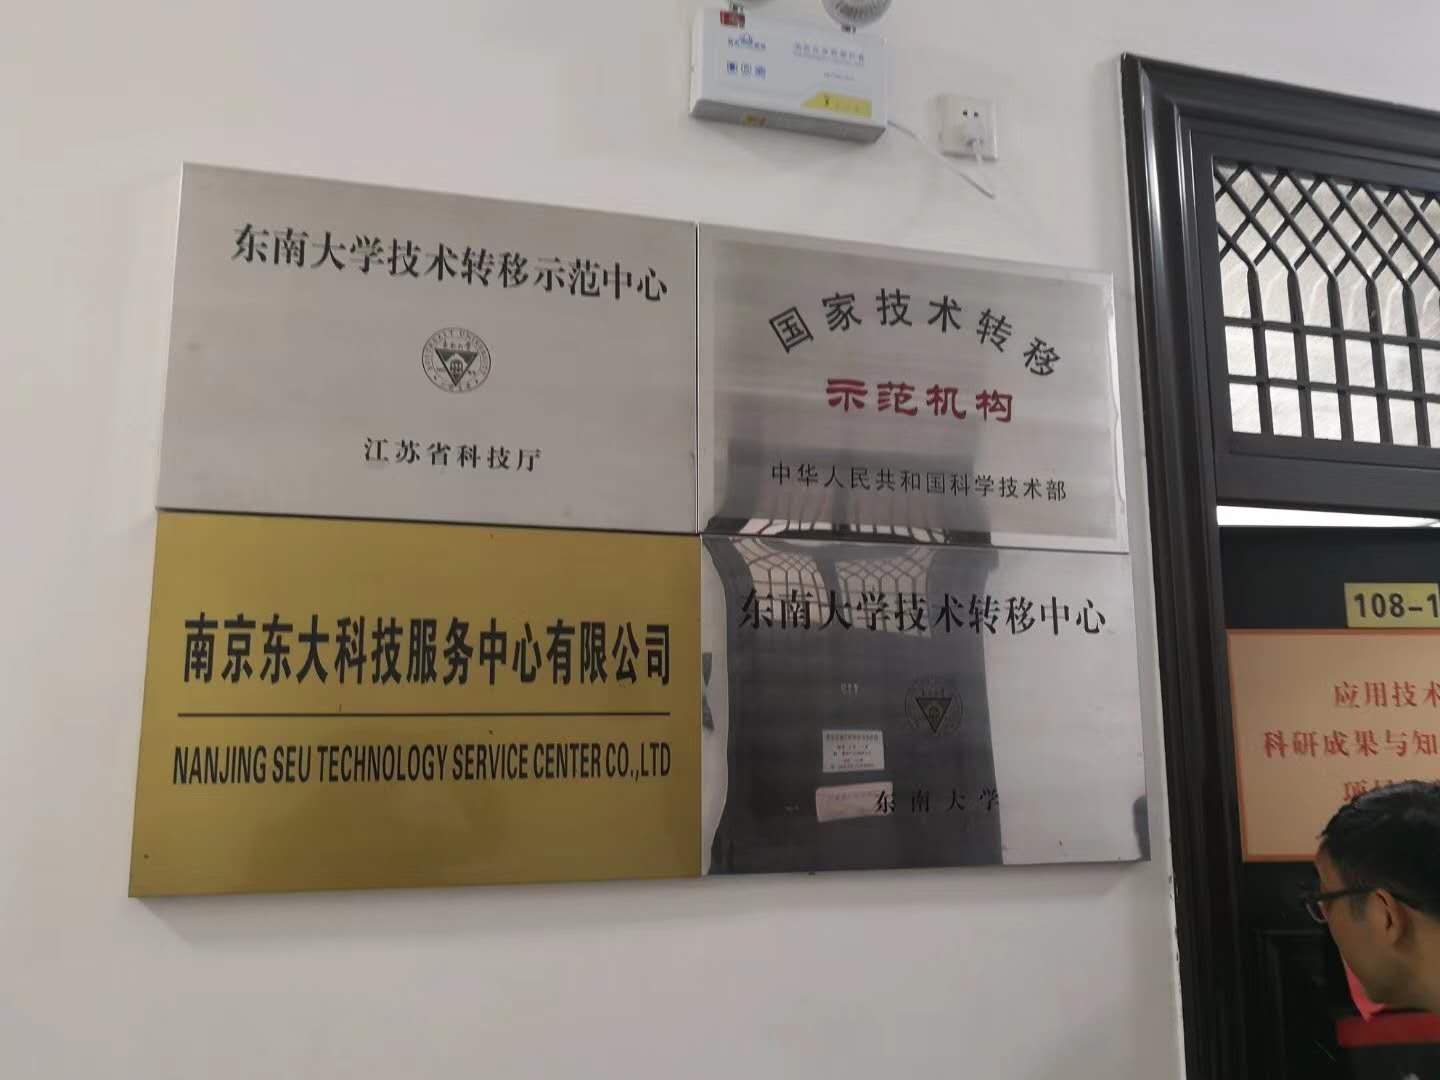 东南大学技术转移示范中心
江苏省科技厅
国家技术转移
示范机构
中华人民共和国科学技术部
南京东大科技服务中心有限公司
NANJING SEU TECHNOLOGY SERVICE CENTER CO.,LTD
东南大学技术转移中心
东南大学
108-1
应用技术
科研成果与知